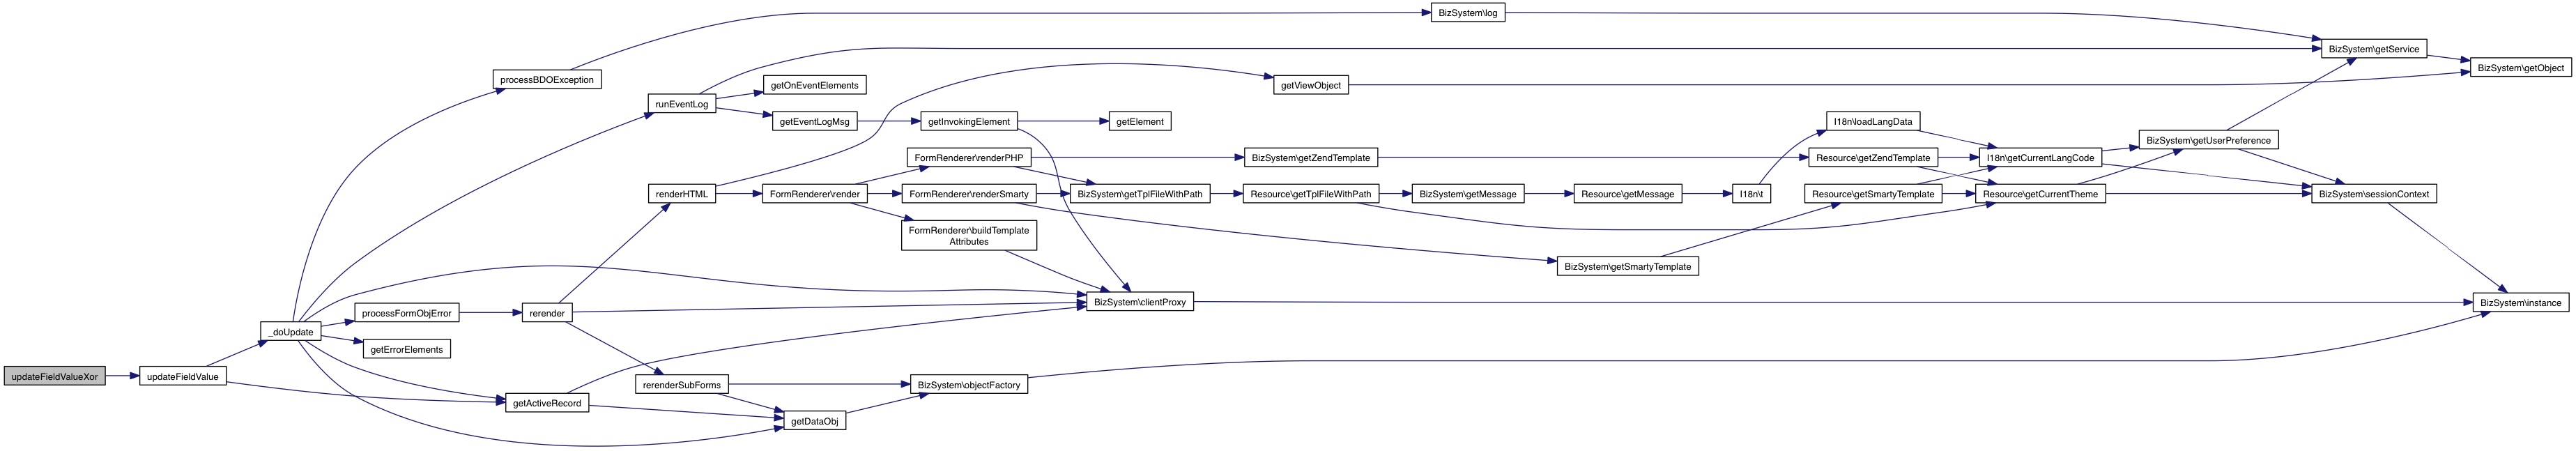 BizSystem\log
BizSystem\getService
BizSystem\getObject
processBDOException
getOnEventElements
getViewObject
runEventLog
getEventLogMsg
getInvokingElement
getElement
I18n\loadLangData
BizSystem\getUserPreference
FormRenderer\renderPHP
BizSystem\getZendTemplate
Resource\getZendTemplate
I18n\getCurrentLangCode
renderHTML
FormRenderer\render
FormRenderer\renderSmarty
BizSystem\getTplFileWithPath
Resource\getTplFileWithPath
BizSystem\getMessage
Resource\getMessage
I18n\t
Resource\getSmartyTemplate
Resource\getCurrentTheme
BizSystem\sessionContext
FormRenderer\buildTemplate
Attributes
BizSystem\getSmartyTemplate
BizSystem\clientProxy
BizSystem\instance
processFormObjError
rerender
_doUpdate
getErrorElements
updateFieldValueXor
updateFieldValue
rerenderSubForms
BizSystem\objectFactory
getActiveRecord
getDataObj